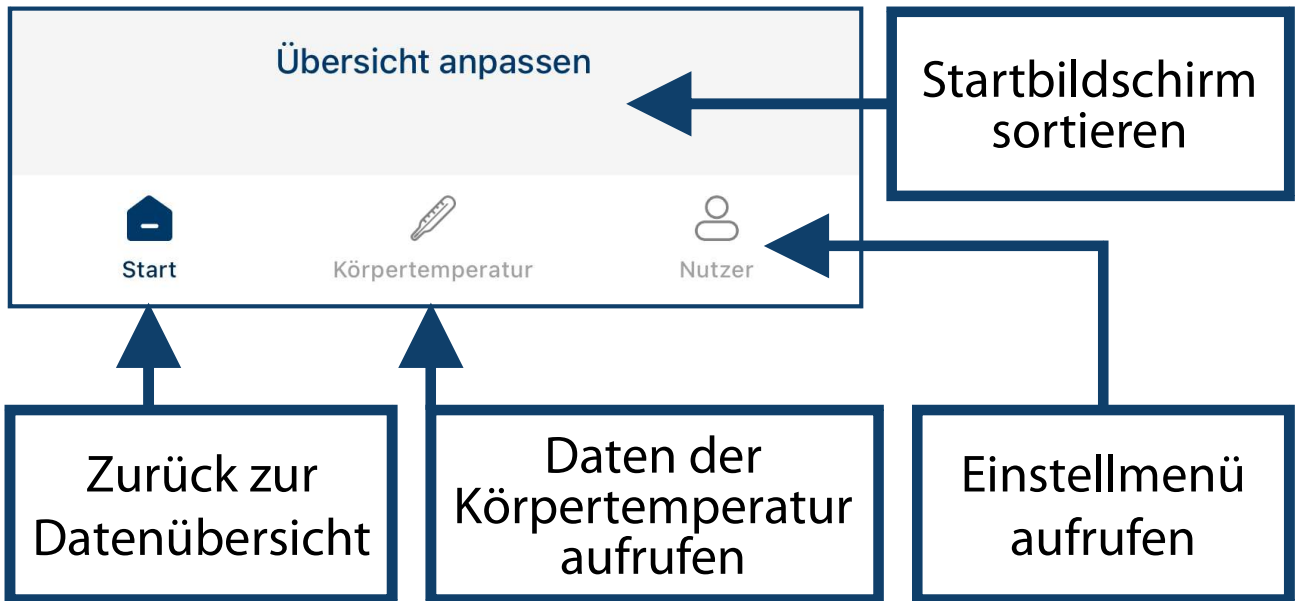 Übersicht anpassen
Startbildschirm
sortieren
Start
Körpertemperatur
Nutzer
Zurück zur
Datenübersicht
Daten der
Körpertemperatur
aufrufen
Einstellmenü
aufrufen